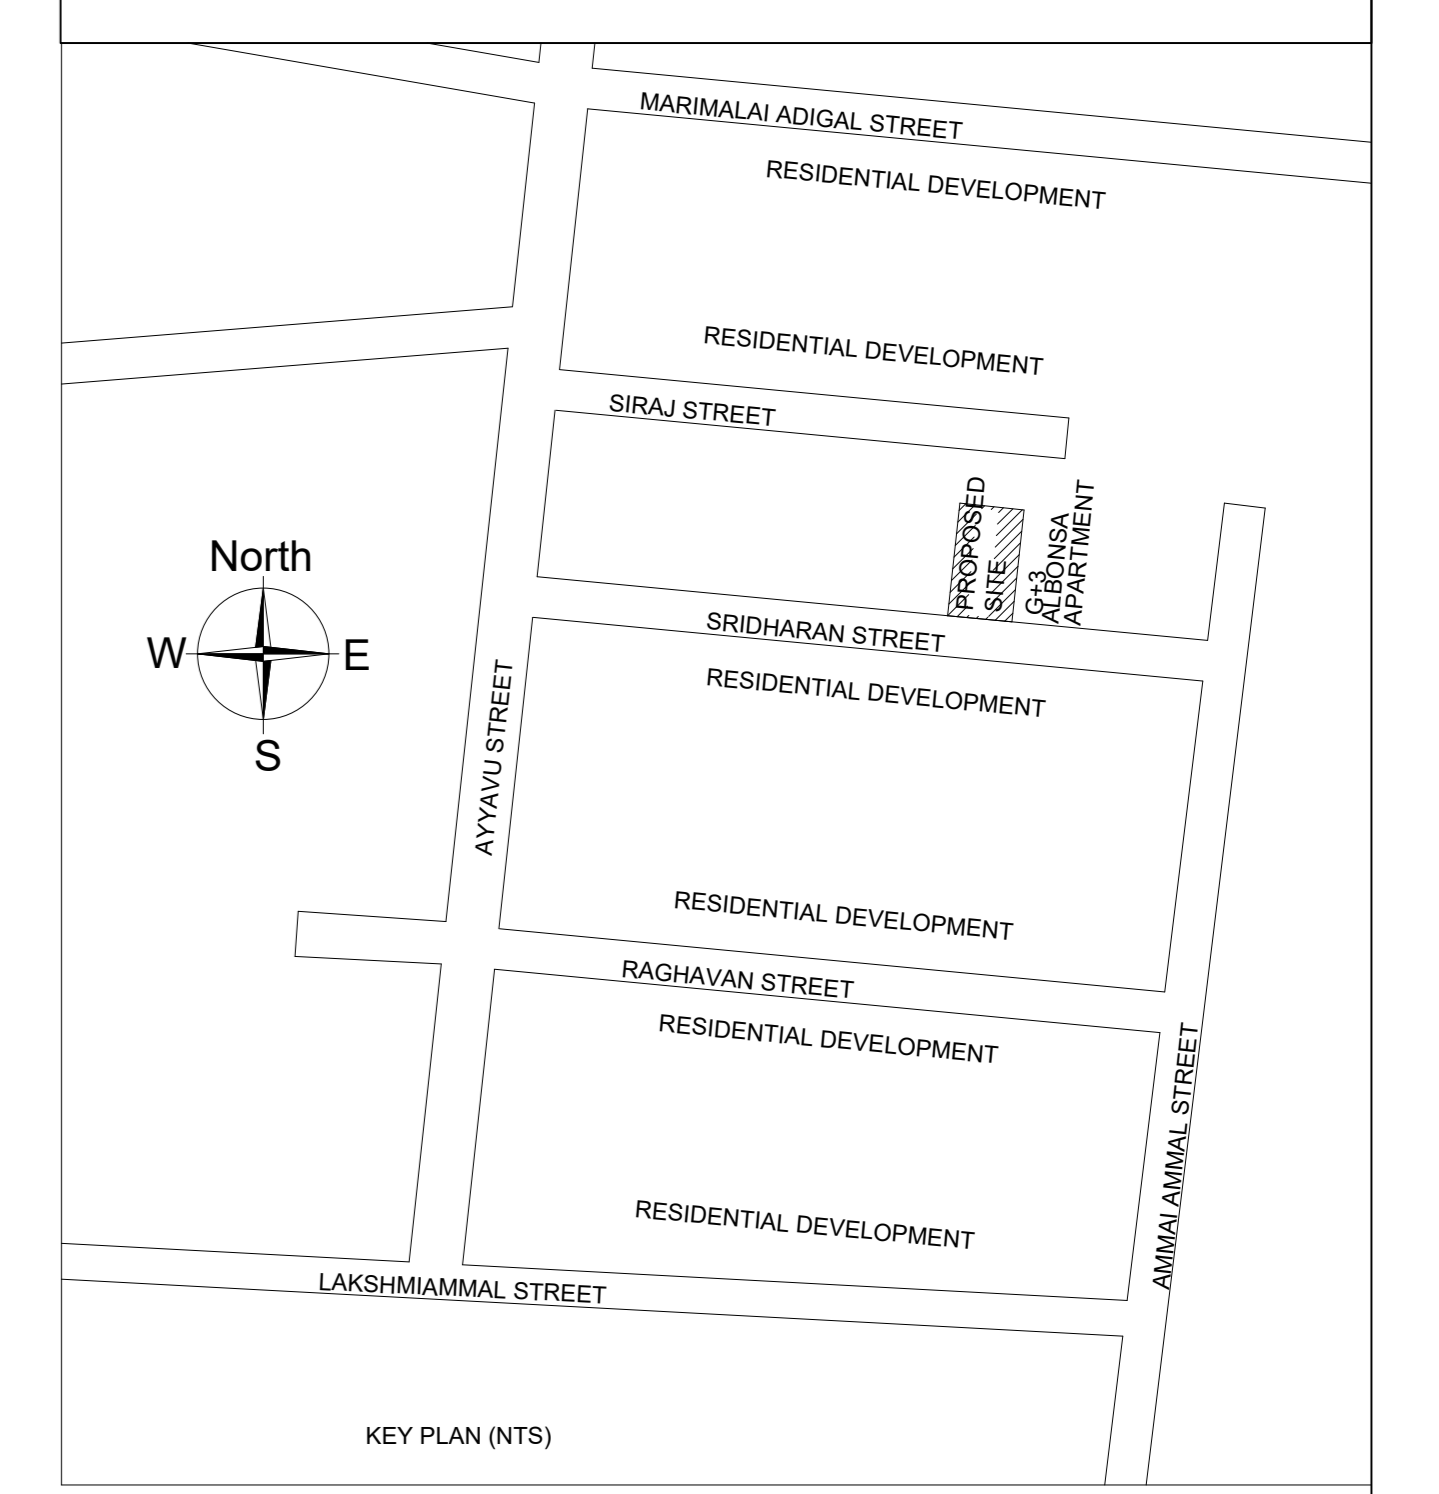 MARIMALAI ADIGAL STREET
RESIDENTIAL DEVELOPMENT
RESIDENTIAL DEVELOPMENT
SIRAJ STREET
PROPOSED
SITE
G+3
ALBONSA
APARTMENT
North
W
E
S
SRIDHARAN STREET
RESIDENTIAL DEVELOPMENT
AYYAVU STREET
RESIDENTIAL DEVELOPMENT
RAGHAVAN STREET
RESIDENTIAL DEVELOPMENT
AMMAI AMMAL STREET
RESIDENTIAL DEVELOPMENT
LAKSHMIAMMAL STREET
KEY PLAN (NTS)